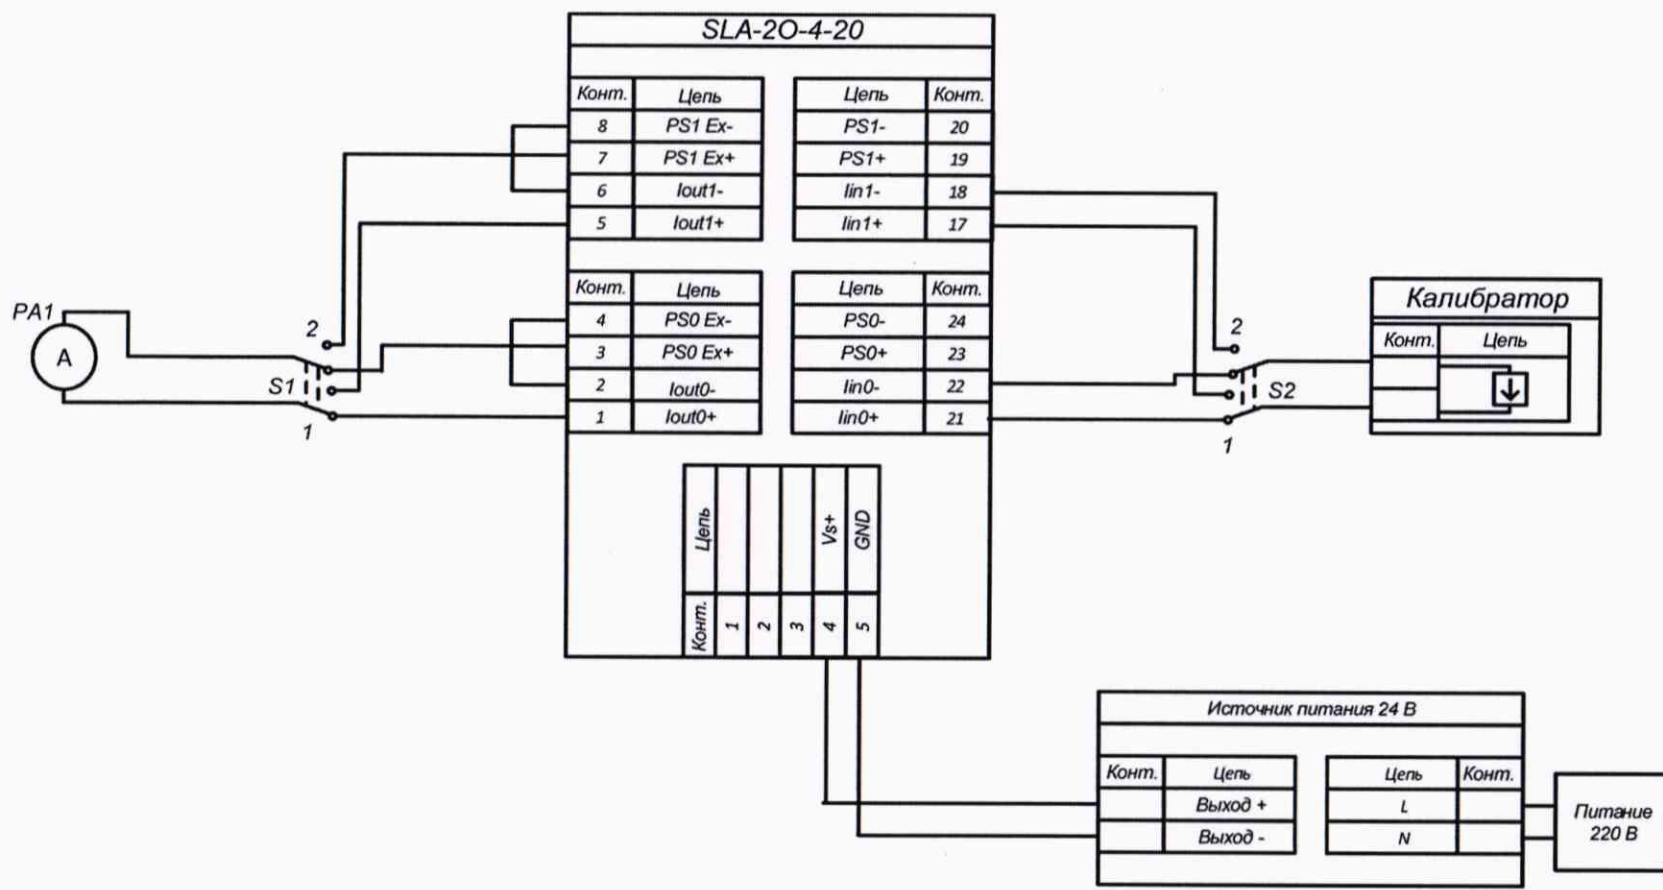 SLA-2O-4-20
Конт. Цепь
8 PS1 Ex-
7 PS1 Ex+
6 Iout1-
5 Iout1+
Цепь Конт.
PS1- 20
PS1+ 19
Iin1- 18
Iin1+ 17
Конт. Цепь
4 PS0 Ex-
3 PS0 Ex+
2 Iout0-
1 Iout0+
Цепь Конт.
PS0- 24
PS0+ 23
Iin0- 22
Iin0+ 21
PA1
A
2
S1
1
2
S2
1
Калибратор
Конт. Цепь
Цепь Vs+ GND
Конт. 1 2 3 4 5
Источник питания 24 В
Конт. Цепь
Выход +
Выход -
Цепь Конт.
L
N
Питание
220 В